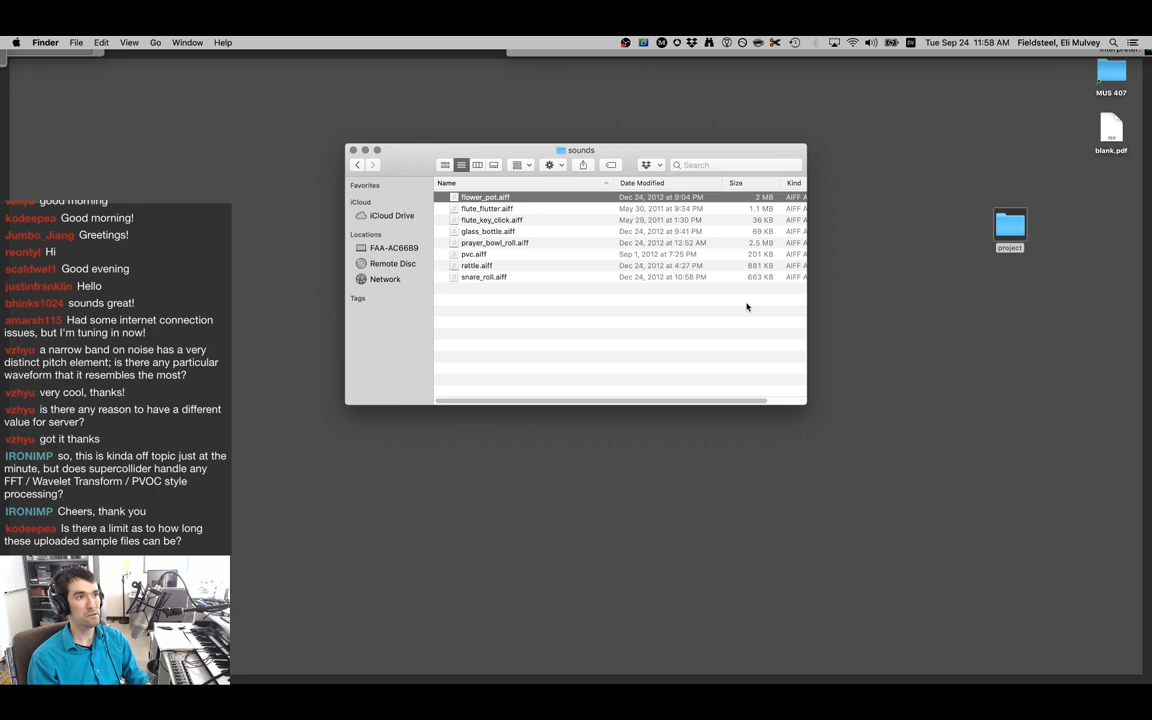 Finder File Edit View Go Window Help
Tue Sep 24 11:58 AM Fieldsteel, Eli Mulvey
interpreter:
MUS 407
PDF
blank.pdf
project
sounds
Search
Favorites
iCloud
iCloud Drive
Locations
FAA-AC66B9
Remote Disc
Network
Tags
Name Date Modified Size Kind
flower_pot.aiff Dec 24, 2012 at 9:04 PM 2 MB AIFF A
flute_flutter.aiff May 30, 2011 at 9:34 PM 1.1 MB AIFF A
flute_key_click.aiff May 29, 2011 at 1:30 PM 36 KB AIFF A
glass_bottle.aiff Dec 24, 2012 at 9:41 PM 69 KB AIFF A
prayer_bowl_roll.aiff Dec 24, 2012 at 12:52 AM 2.5 MB AIFF A
pvc.aiff Sep 1, 2012 at 7:25 PM 201 KB AIFF A
rattle.aiff Dec 24, 2012 at 4:27 PM 881 KB AIFF A
snare_roll.aiff Dec 24, 2012 at 10:58 PM 663 KB AIFF A
vzhyu good morning
kodeepea Good morning!
Jumbo_Jiang Greetings!
reontyl Hi
scaldwel1 Good evening
justinfranklin Hello
bhinks1024 sounds great!
amarsh115 Had some internet connection
issues, but I'm tuning in now!
vzhyu a narrow band on noise has a very
distinct pitch element; is there any particular
waveform that it resembles the most?
vzhyu very cool, thanks!
vzhyu is there any reason to have a different
value for server?
vzhyu got it thanks
IRONIMP so, this is kinda off topic just at the
minute, but does supercollider handle any
FFT / Wavelet Transform / PVOC style
processing?
IRONIMP Cheers, thank you
kodeepea Is there a limit as to how long
these uploaded sample files can be?